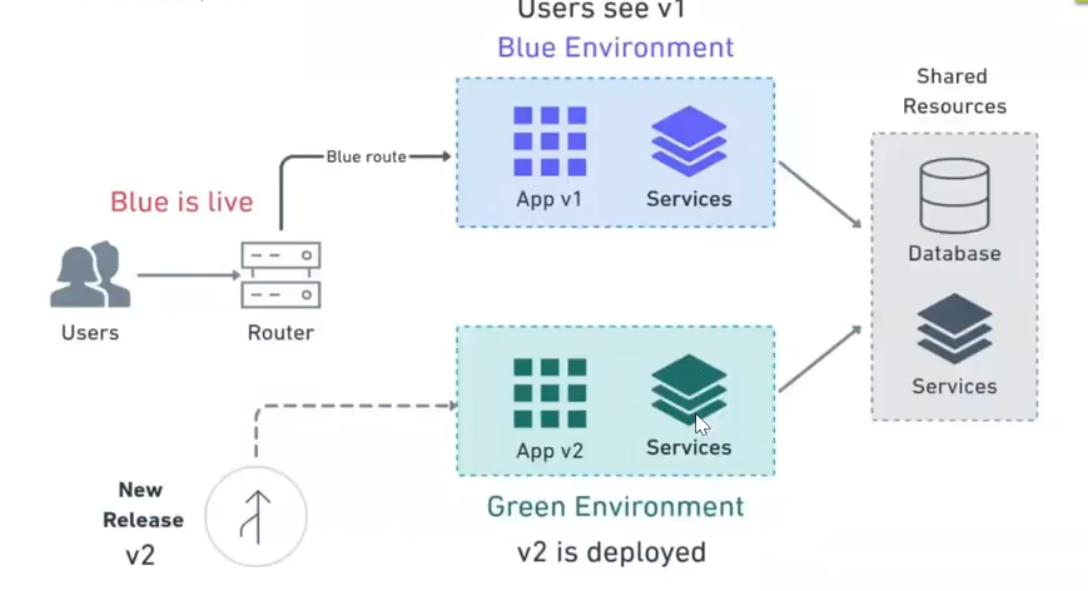 Users see v1
Blue Environment
Shared
Resources
Blue route
App v1
Services
Blue is live
Database
Users
Router
Services
App v2
Services
New
Release
v2
Green Environment
v2 is deployed